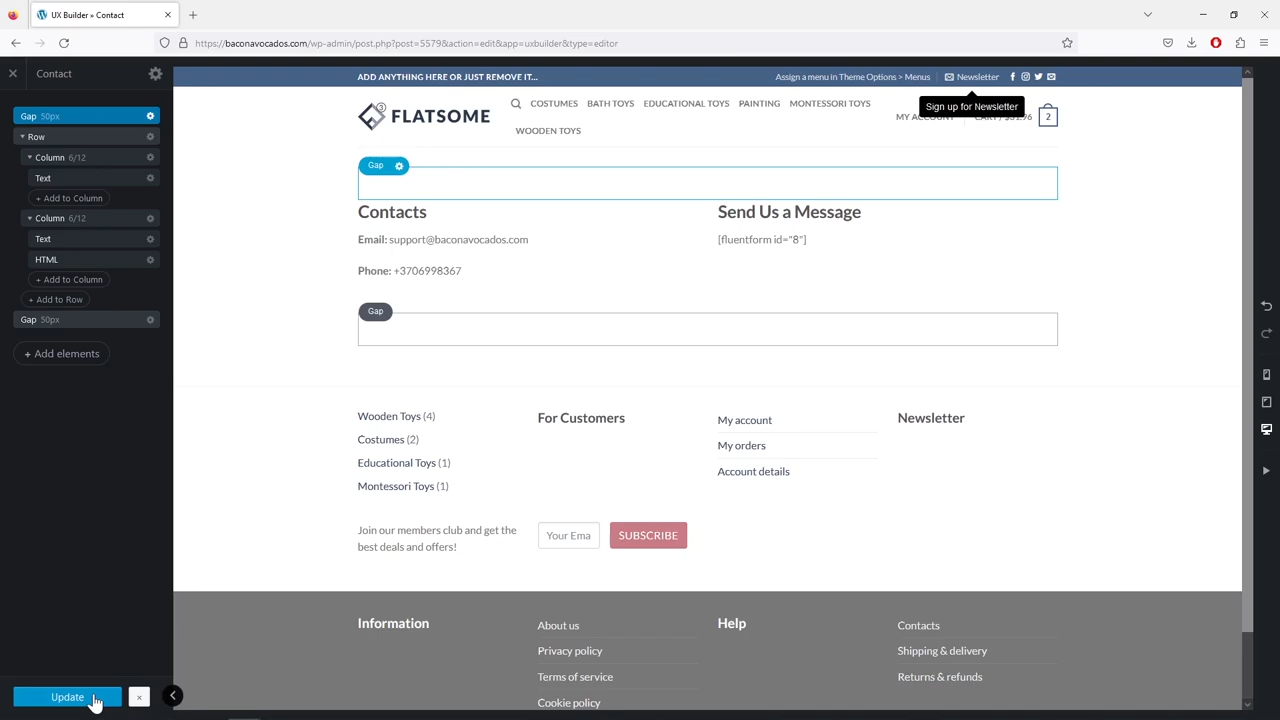 UX Builder » Contact
https://baconavocados.com/wp-admin/post.php?post=5579&action=edit&app=uxbuilder&type=editor
Contact
Gap 50px
Row
Column 6/12
Text
+ Add to Column
Column 6/12
Text
HTML
+ Add to Column
+ Add to Row
Gap 50px
+ Add elements
Update
ADD ANYTHING HERE OR JUST REMOVE IT...
Assign a menu in Theme Options > Menus
Newsletter
Sign up for Newsletter
3
FLATSOME
COSTUMES
BATH TOYS
EDUCATIONAL TOYS
PAINTING
MONTESSORI TOYS
WOODEN TOYS
MY ACCOUNT
CART / $31.96
2
Gap
Contacts
Email: support@baconavocados.com
Phone: +3706998367
Send Us a Message
[fluentform id="8"]
Gap
Wooden Toys (4)
Costumes (2)
Educational Toys (1)
Montessori Toys (1)
For Customers
My account
My orders
Account details
Newsletter
Join our members club and get the
best deals and offers!
Your Ema
SUBSCRIBE
Information
About us
Privacy policy
Terms of service
Cookie policy
Help
Contacts
Shipping & delivery
Returns & refunds